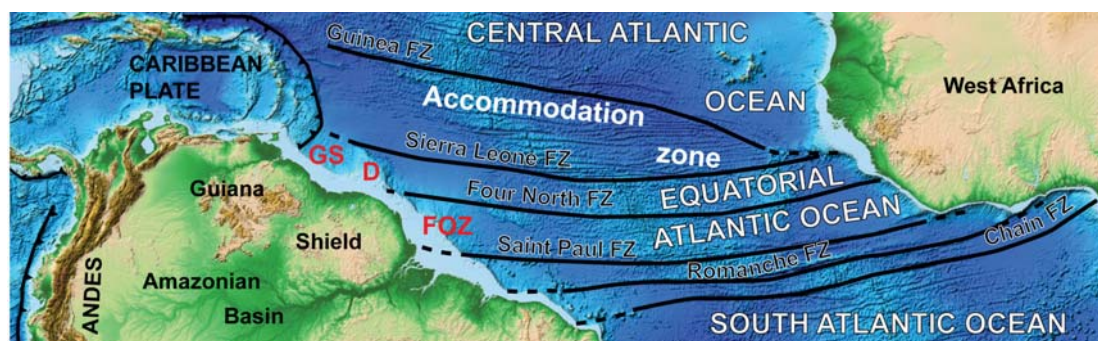 CENTRAL ATLANTIC
OCEAN
Guinea FZ
CARIBBEAN
PLATE
West Africa
Accommodation
zone
Sierra Leone FZ
GS
D
Four North FZ
EQUATORIAL
ATLANTIC OCEAN
Guiana
Shield
FOZ
Saint Paul FZ
Romanche FZ
Chain FZ
Amazonian
Basin
ANDES
SOUTH ATLANTIC OCEAN